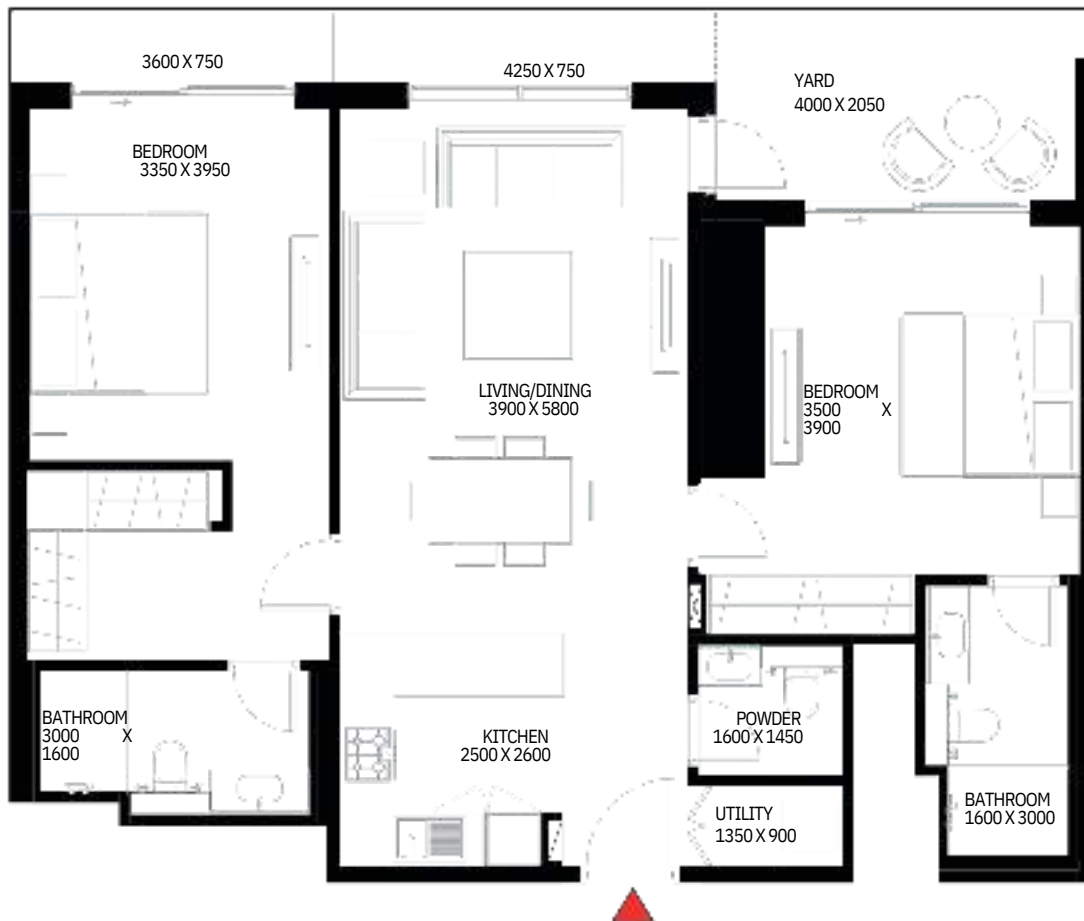 3600 X 750
4250 X 750
YARD
4000 X 2050
BEDROOM
3350 X 3950
LIVING/DINING
3900 X 5800
BEDROOM
3500 X
3900
BATHROOM
3000 X
1600
KITCHEN
2500 X 2600
POWDER
1600 X 1450
UTILITY
1350 X 900
BATHROOM
1600 X 3000